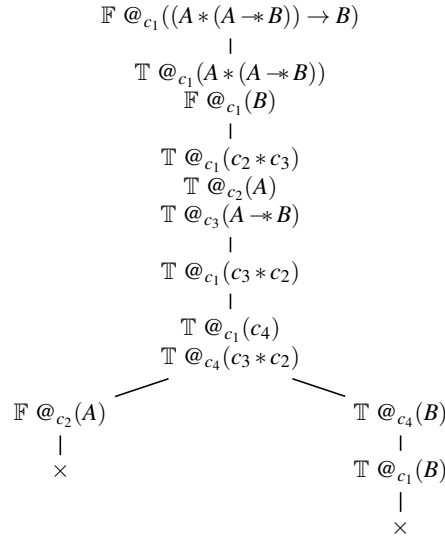 𝔽 @c₁((A ∗ (A −∗ B)) → B)
𝕋 @c₁(A ∗ (A −∗ B))
𝔽 @c₁(B)
𝕋 @c₁(c₂ ∗ c₃)
𝕋 @c₂(A)
𝕋 @c₃(A −∗ B)
𝕋 @c₁(c₃ ∗ c₂)
𝕋 @c₁(c₄)
𝕋 @c₄(c₃ ∗ c₂)
𝔽 @c₂(A)
×
𝕋 @c₄(B)
𝕋 @c₁(B)
×